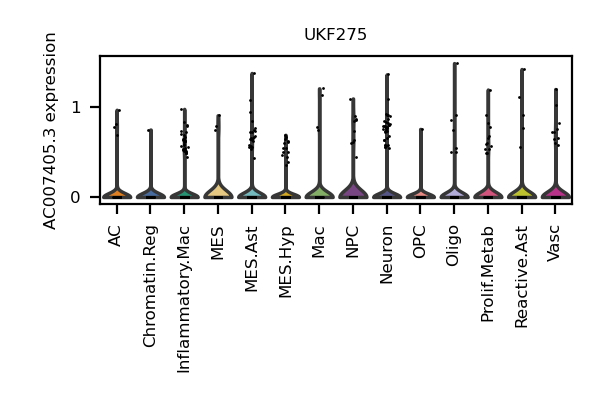 UKF275
AC007405.3 expression
1
0
AC
Chromatin.Reg
Inflammatory.Mac
MES
MES.Ast
MES.Hyp
Mac
NPC
Neuron
OPC
Oligo
Prolif.Metab
Reactive.Ast
Vasc